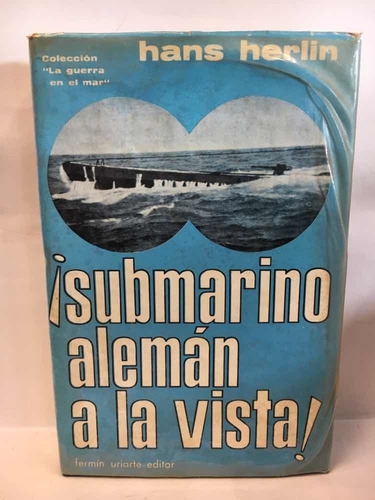 Colección
"La guerra
en el mar"
hans herlin
¡submarino
alemán
a la vista!
fermín uriarte-editor